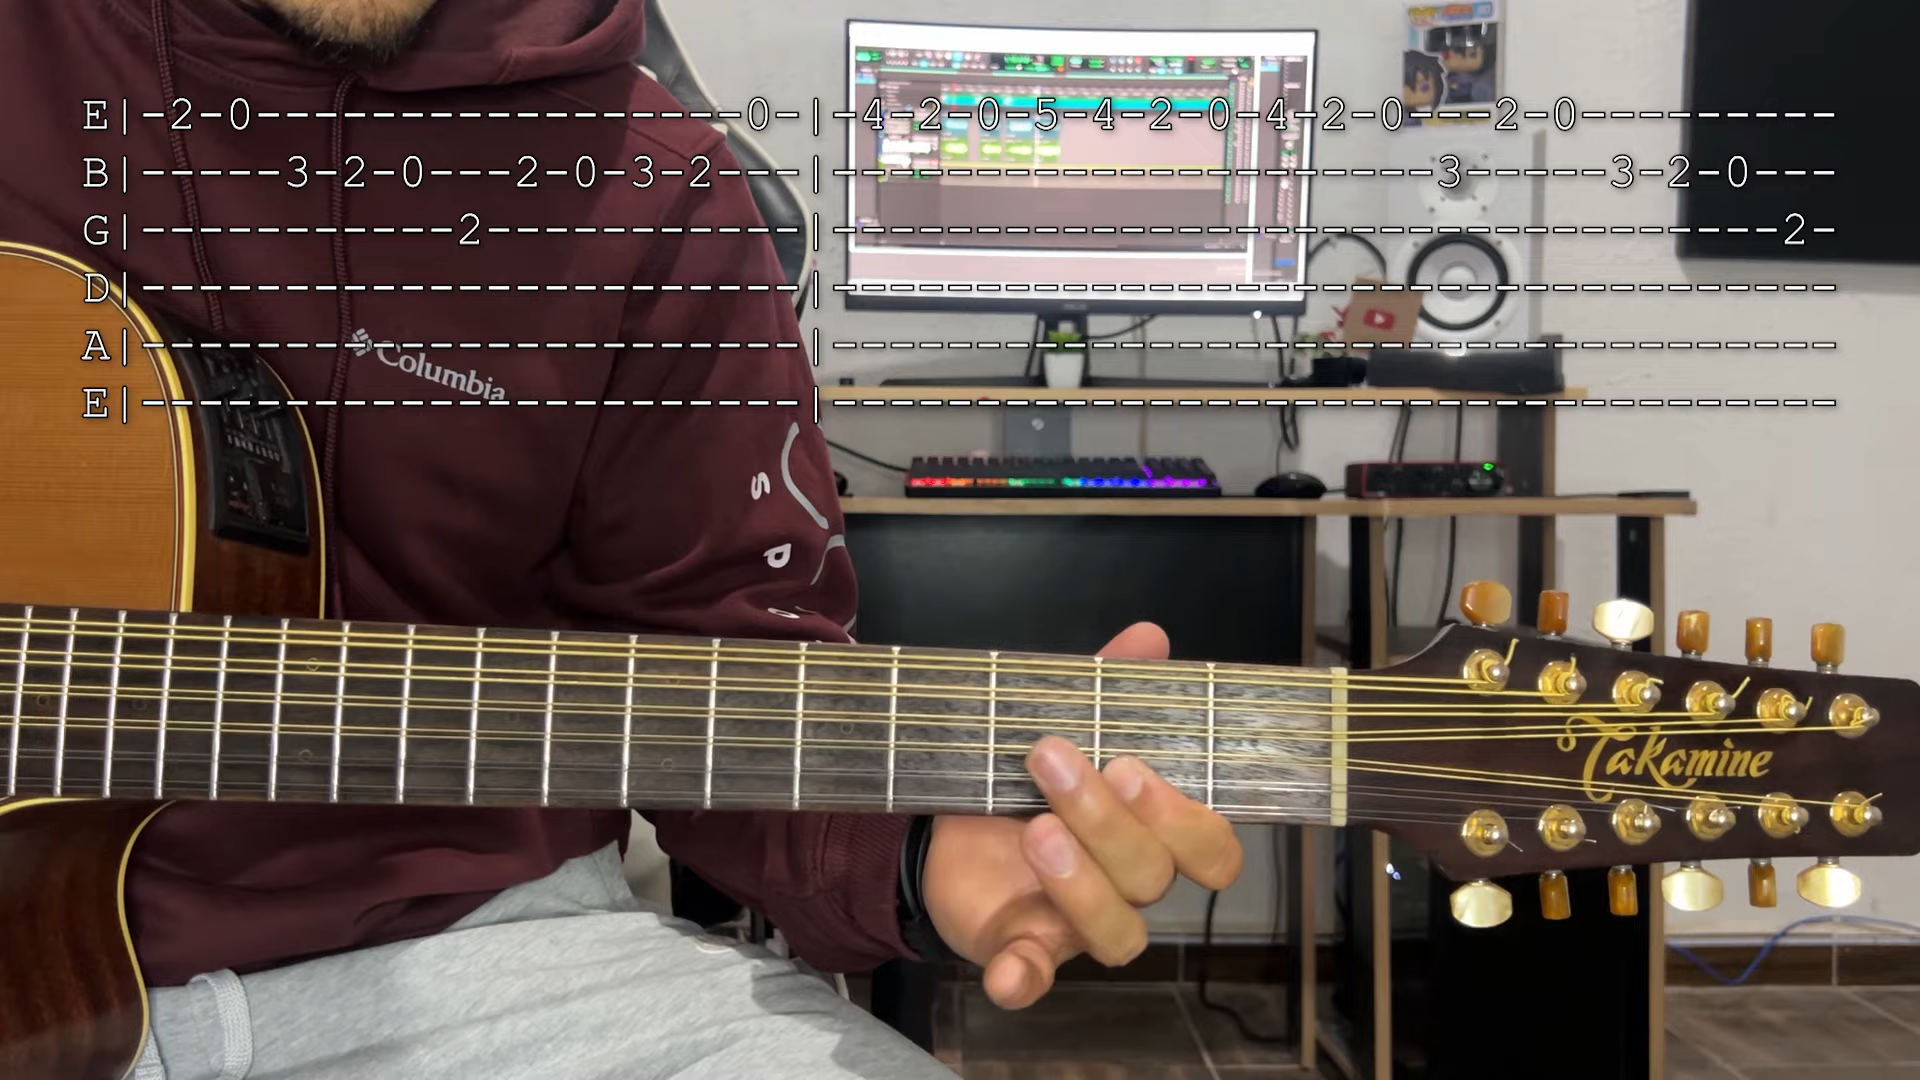 E|-2-0-----------------0-|-4-2-0-5-4-2-0-4-2-0---2-0---------
B|-----3-2-0---2-0-3-2---|---------------------3-----3-2-0---
G|-----------2-----------|---------------------------------2-
D|-----------------------|-----------------------------------
A|-----------------------|-----------------------------------
E|-----------------------|-----------------------------------
Columbia
S
P
Takamine